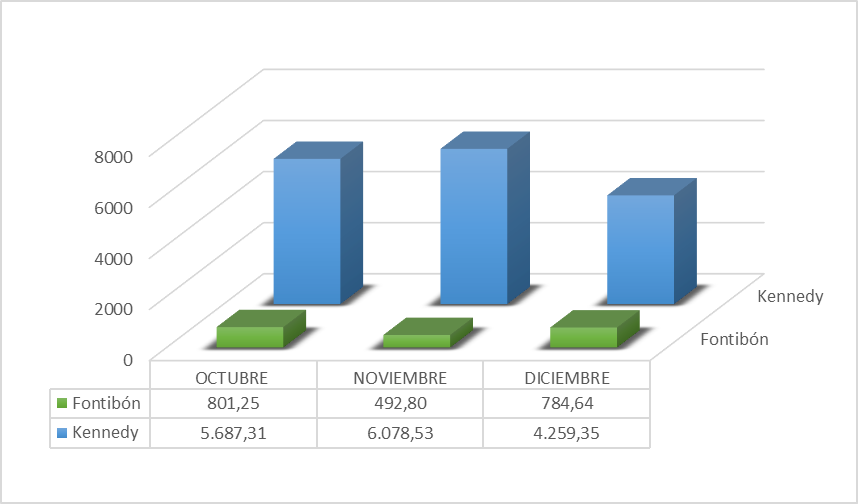 8000
6000
4000
2000
0
Kennedy
Fontibón
OCTUBRE NOVIEMBRE DICIEMBRE
Fontibón 801,25 492,80 784,64
Kennedy 5.687,31 6.078,53 4.259,35